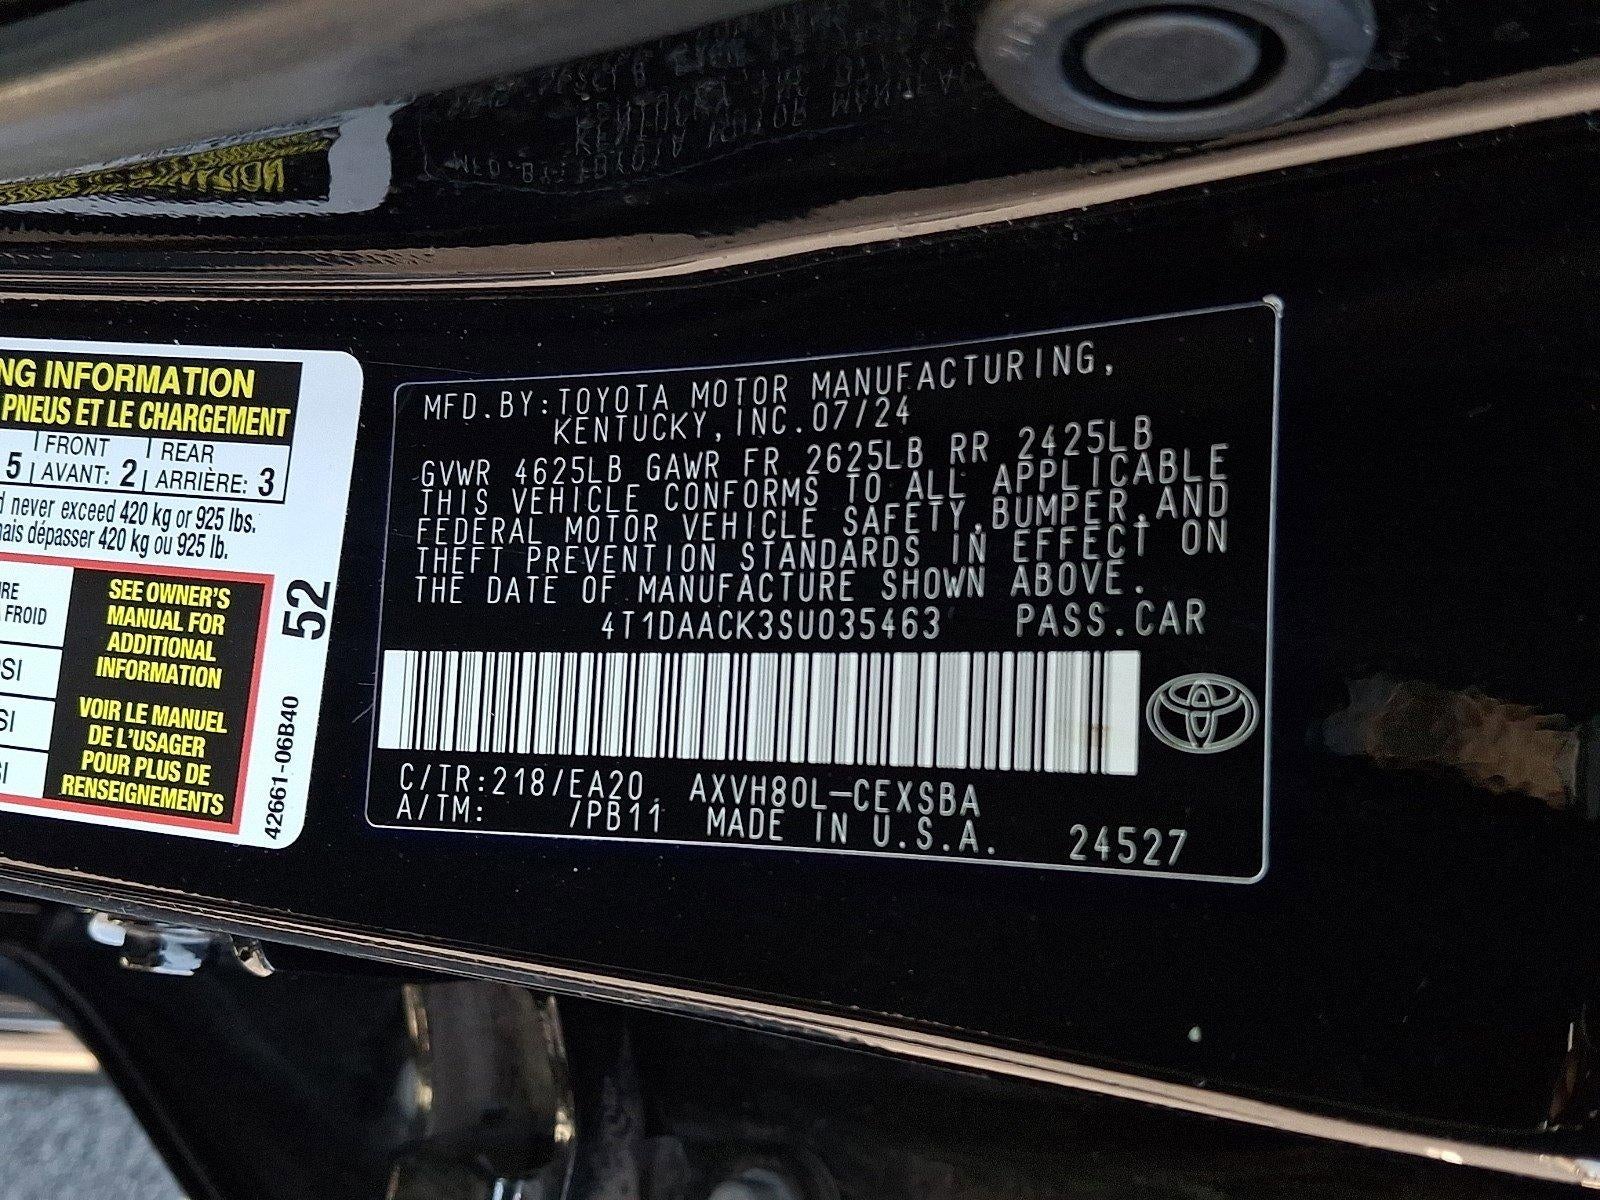 NG INFORMATION
PNEUS ET LE CHARGEMENT
5 FRONT AVANT: 2 REAR ARRIÈRE: 3
never exceed 420 kg or 925 lbs.
dépasser 420 kg ou 925 lb.
FROID
SEE OWNER'S
MANUAL FOR
ADDITIONAL
INFORMATION
VOIR LE MANUEL
DE L'USAGER
POUR PLUS DE
RENSEIGNEMENTS
52
42661-06B40
MFD.BY:TOYOTA MOTOR MANUFACTURING,
KENTUCKY,INC.07/24
GVWR 4625LB GAWR FR 2625LB RR 2425LB
THIS VEHICLE CONFORMS TO ALL APPLICABLE
FEDERAL MOTOR VEHICLE SAFETY,BUMPER,AND
THEFT PREVENTION STANDARDS IN EFFECT ON
THE DATE OF MANUFACTURE SHOWN ABOVE.
4T1DAACK3SU035463 PASS.CAR
C/TR:218/EA20 AXVH80L-CEXSBA
A/TM: /PB11 MADE IN U.S.A. 24527